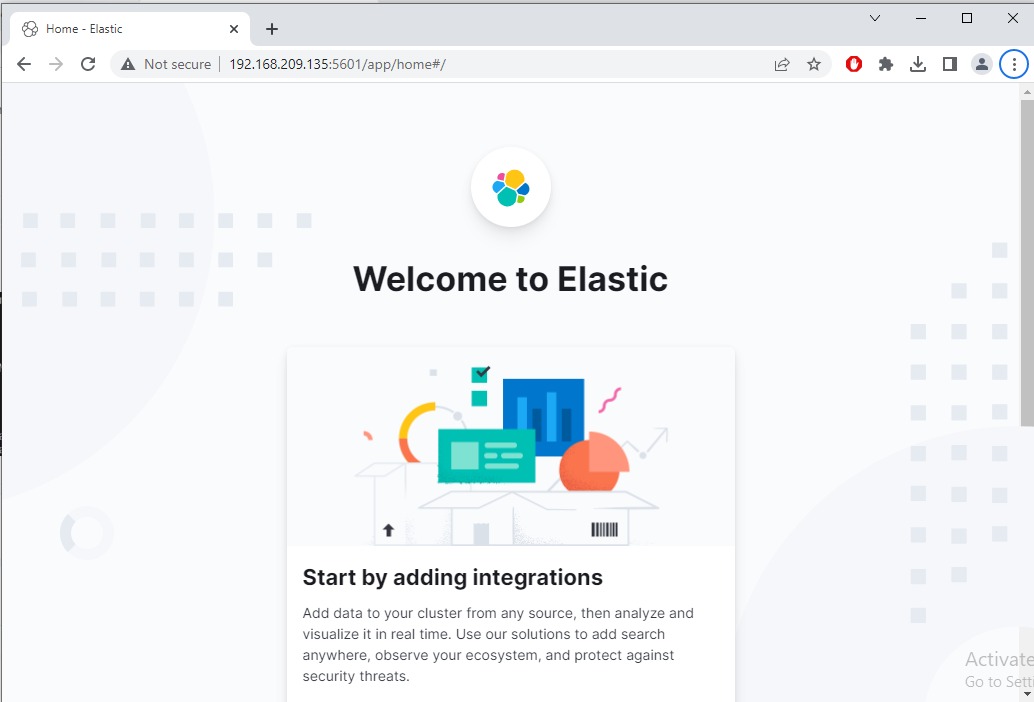 Home - Elastic
Not secure
192.168.209.135:5601/app/home#/
Welcome to Elastic
Start by adding integrations
Add data to your cluster from any source, then analyze and
visualize it in real time. Use our solutions to add search
anywhere, observe your ecosystem, and protect against
security threats.
Activate
Go to Setti